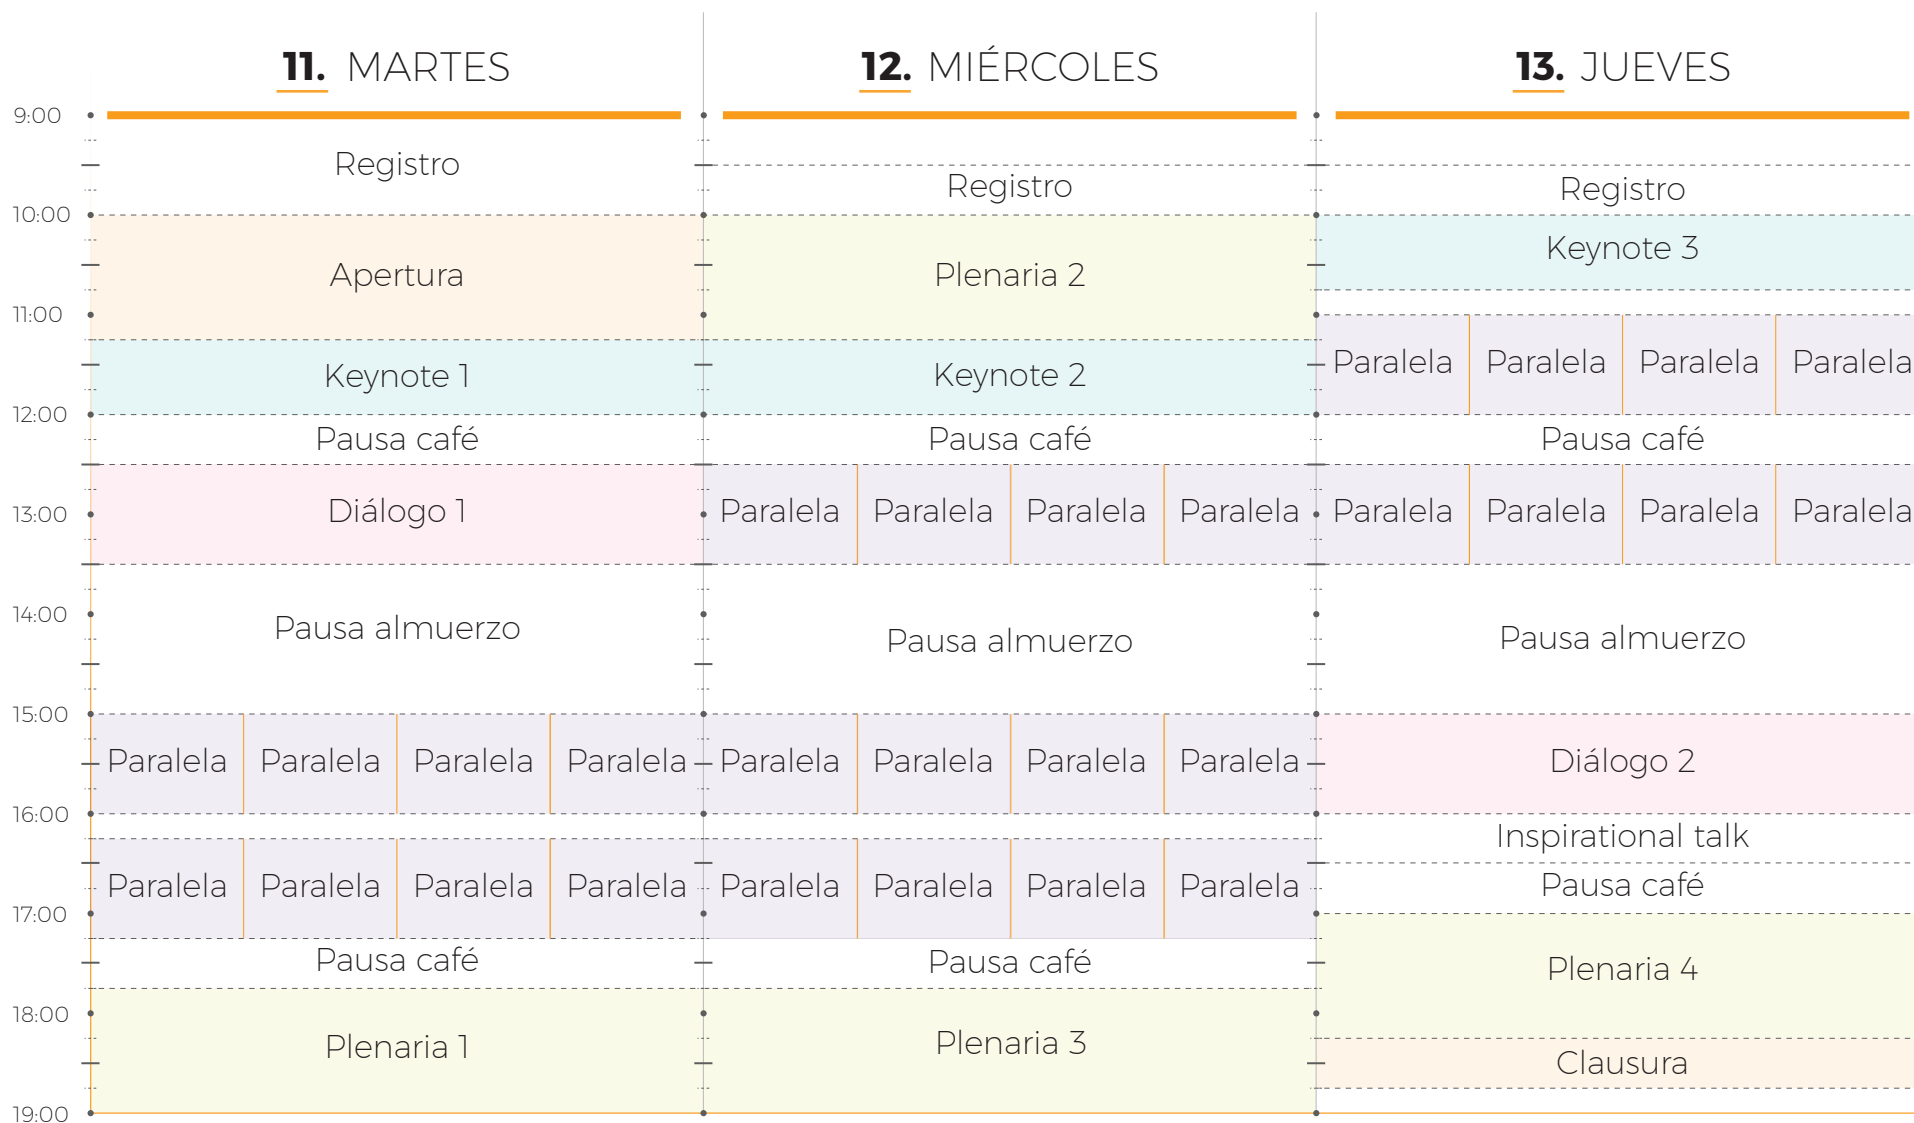 11. MARTES
12. MIÉRCOLES
13. JUEVES
9:00
Registro
Registro
Registro
10:00
Apertura
Plenaria 2
Keynote 3
11:00
Keynote 1
Keynote 2
Paralela Paralela Paralela Paralela
12:00
Pausa café
Pausa café
Pausa café
Diálogo 1
Paralela Paralela Paralela Paralela
Paralela Paralela Paralela Paralela
13:00
14:00
Pausa almuerzo
Pausa almuerzo
Pausa almuerzo
15:00
Paralela Paralela Paralela Paralela
Paralela Paralela Paralela Paralela
Diálogo 2
16:00
Inspirational talk
Paralela Paralela Paralela Paralela
Paralela Paralela Paralela Paralela
Pausa café
17:00
Pausa café
Pausa café
Plenaria 4
18:00
Plenaria 1
Plenaria 3
Clausura
19:00